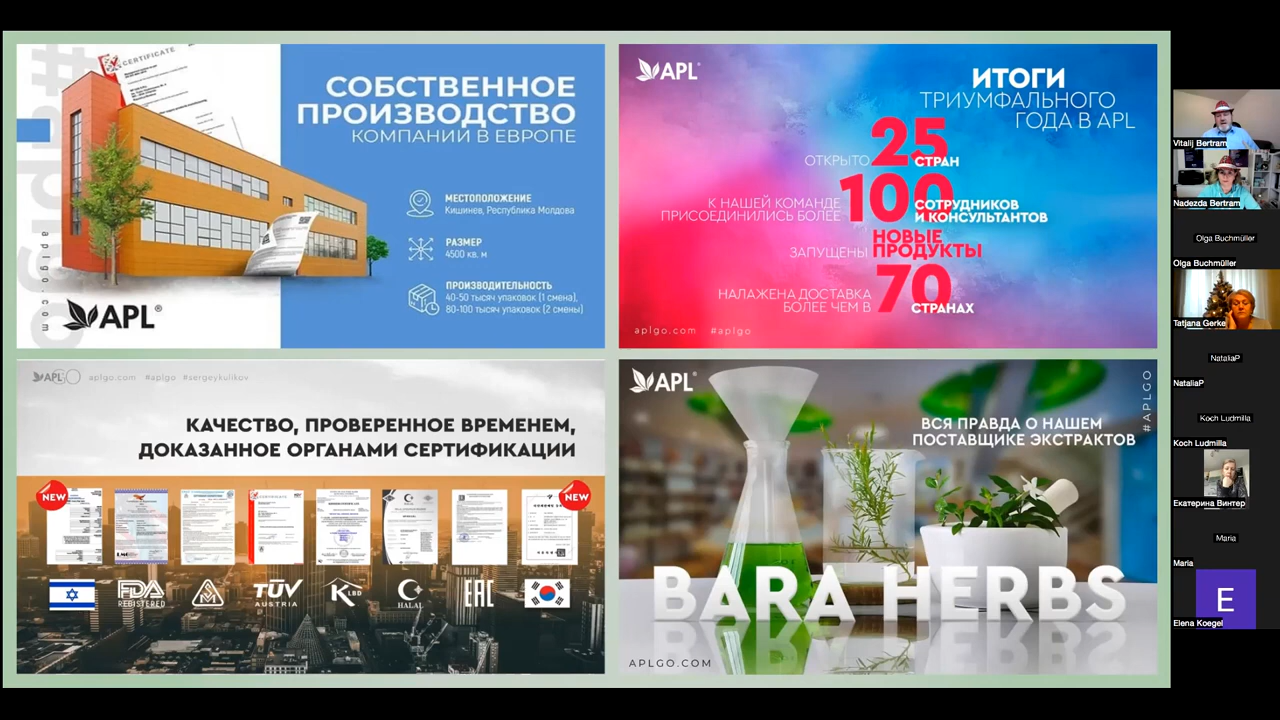 СОБСТВЕННОЕ
ПРОИЗВОДСТВО
КОМПАНИИ В ЕВРОПЕ
CERTIFICATE
МЕСТОПОЛОЖЕНИЕ
Кишинев, Республика Молдова
РАЗМЕР
4500 кв. м
ПРОИЗВОДИТЕЛЬНОСТЬ
40-50 тысяч упаковок (1 смена),
80-100 тысяч упаковок (2 смены)
aplgo.com
APL®
APL®
ИТОГИ
ТРИУМФАЛЬНОГО
ГОДА В APL
ОТКРЫТО 25 СТРАН
К НАШЕЙ КОМАНДЕ
ПРИСОЕДИНИЛИСЬ БОЛЕЕ 100 СОТРУДНИКОВ
И КОНСУЛЬТАНТОВ
ЗАПУЩЕНЫ НОВЫЕ
ПРОДУКТЫ
НАЛАЖЕНА ДОСТАВКА
БОЛЕЕ ЧЕМ В 70 СТРАНАХ
aplgo.com #aplgo
APLGO aplgo.com #aplgo #sergeykulikov
КАЧЕСТВО, ПРОВЕРЕННОЕ ВРЕМЕНЕМ,
ДОКАЗАННОЕ ОРГАНАМИ СЕРТИФИКАЦИИ
NEW
NEW
FDA
REGISTERED
TÜV
AUSTRIA
K LBD
HALAL
EAC
APL®
#APLGO
ВСЯ ПРАВДА О НАШЕМ
ПОСТАВЩИКЕ ЭКСТРАКТОВ
BARA HERBS
APLGO.COM
Vitalij Bertram
Nadezda Bertram
Olga Buchmüller
Olga Buchmüller
Tatjana Gerke
NataliaP
NataliaP
Koch Ludmilla
Koch Ludmilla
Екатерина Винтер
Maria
Maria
E
Elena Koegel